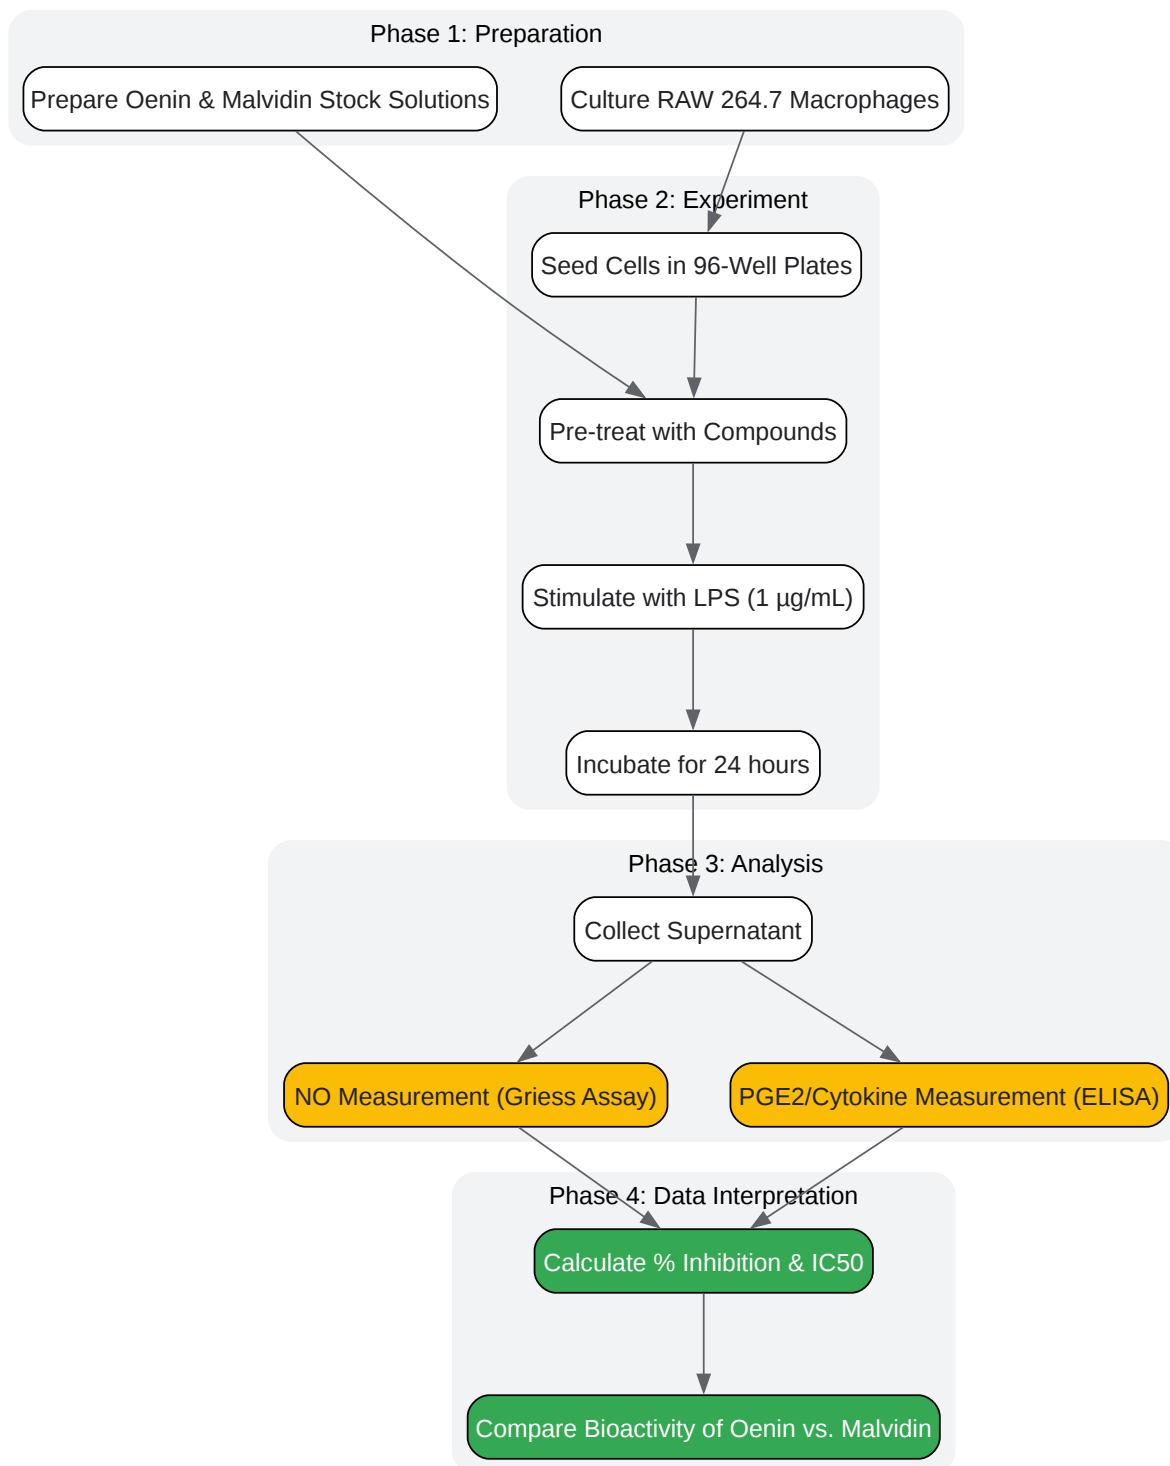 Phase 1: Preparation
Prepare Oenin & Malvidin Stock Solutions
Culture RAW 264.7 Macrophages
Phase 2: Experiment
Seed Cells in 96-Well Plates
Pre-treat with Compounds
Stimulate with LPS (1 µg/mL)
Incubate for 24 hours
Phase 3: Analysis
Collect Supernatant
NO Measurement (Griess Assay)
PGE2/Cytokine Measurement (ELISA)
Phase 4: Data Interpretation
Calculate % Inhibition & IC50
Compare Bioactivity of Oenin vs. Malvidin